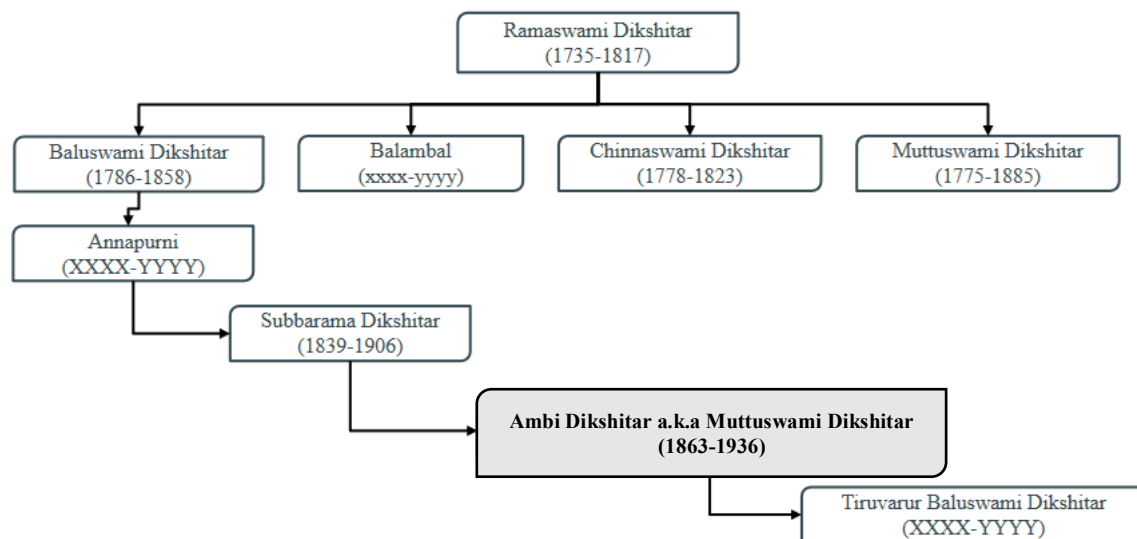 Ramaswami Dikshitar
(1735-1817)
Baluswami Dikshitar
(1786-1858)
Balambal
(xxxx-yyyy)
Chinnaswami Dikshitar
(1778-1823)
Muttuswami Dikshitar
(1775-1885)
Annapurni
(XXXX-YYYY)
Subbarama Dikshitar
(1839-1906)
Ambi Dikshitar a.k.a Muttuswami Dikshitar
(1863-1936)
Tiruvarur Baluswami Dikshitar
(XXXX-YYYY)